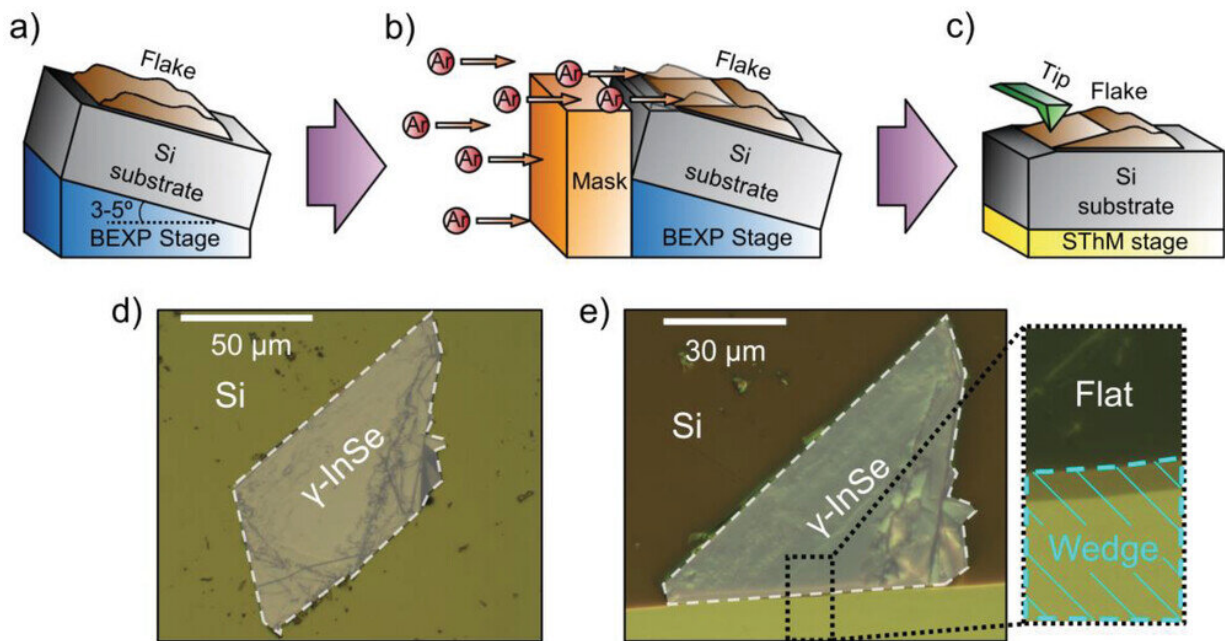 a)
Flake
Si
substrate
3-5º
BEXP Stage
b)
Ar
Ar
Ar
Ar
Ar
Ar
Ar
Flake
Mask
Si
substrate
BEXP Stage
c)
Tip
Flake
Si
substrate
SThM stage
d)
50 µm
Si
γ-InSe
e)
30 µm
Si
γ-InSe
Flat
Wedge